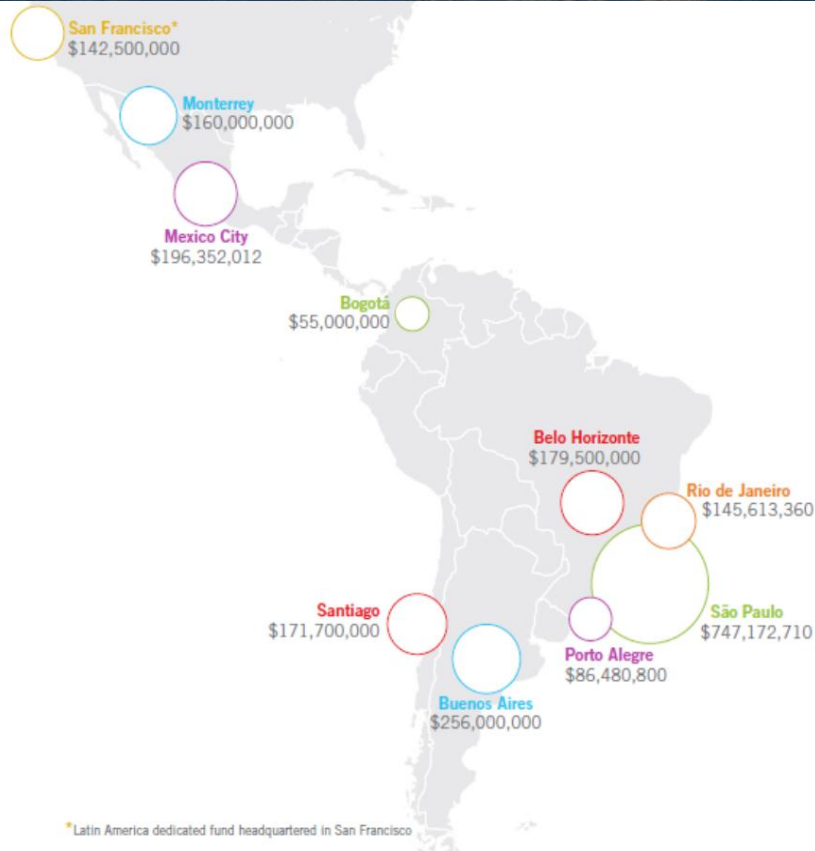 San Francisco*
$142,500,000
Monterrey
$160,000,000
Mexico City
$196,352,012
Bogotá
$55,000,000
Belo Horizonte
$179,500,000
Rio de Janeiro
$145,613,360
Santiago
$171,700,000
São Paulo
$747,172,710
Porto Alegre
$86,480,800
Buenos Aires
$256,000,000
*Latin America dedicated fund headquartered in San Francisco